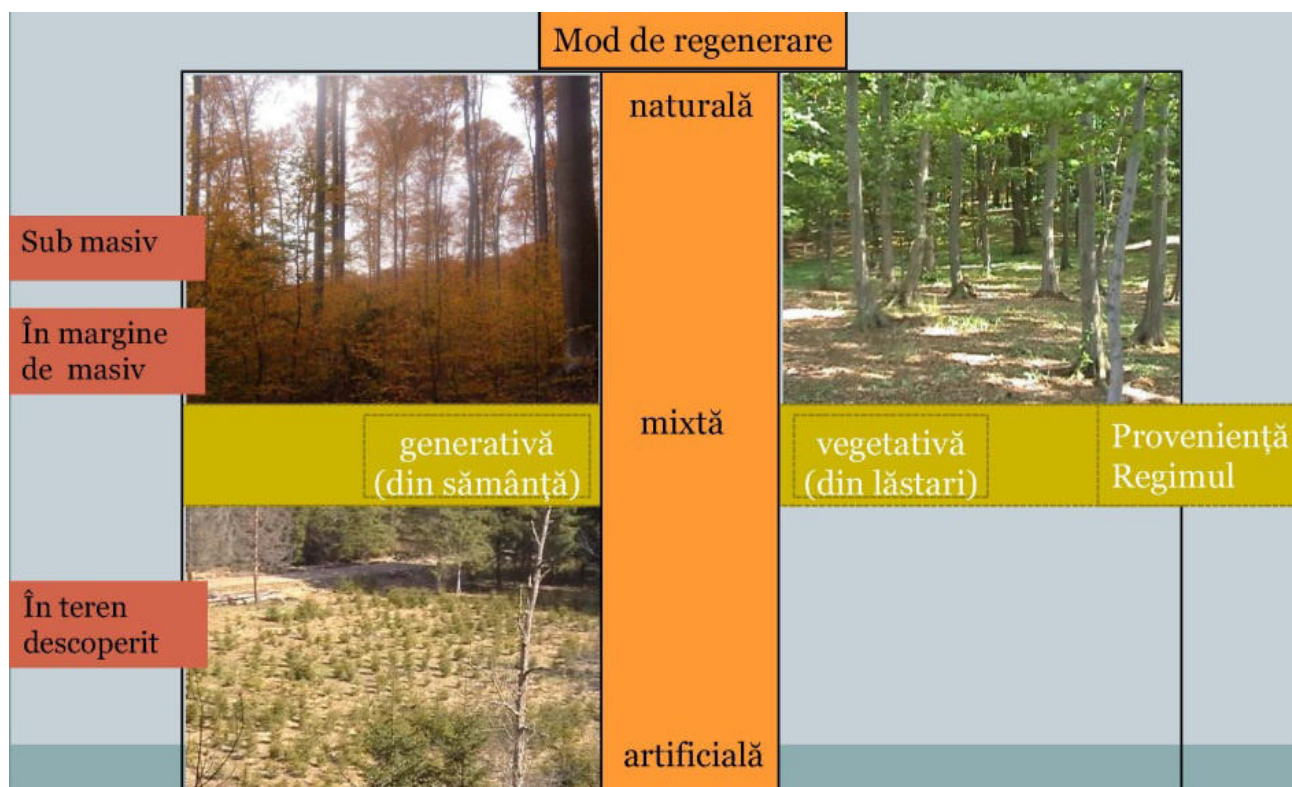 Mod de regenerare
naturală
Sub masiv
În margine
de masiv
mixtă
generativă
(din sămânță)
vegetativă
(din lăstari)
Proveniență
Regimul
În teren
descoperit
artificială